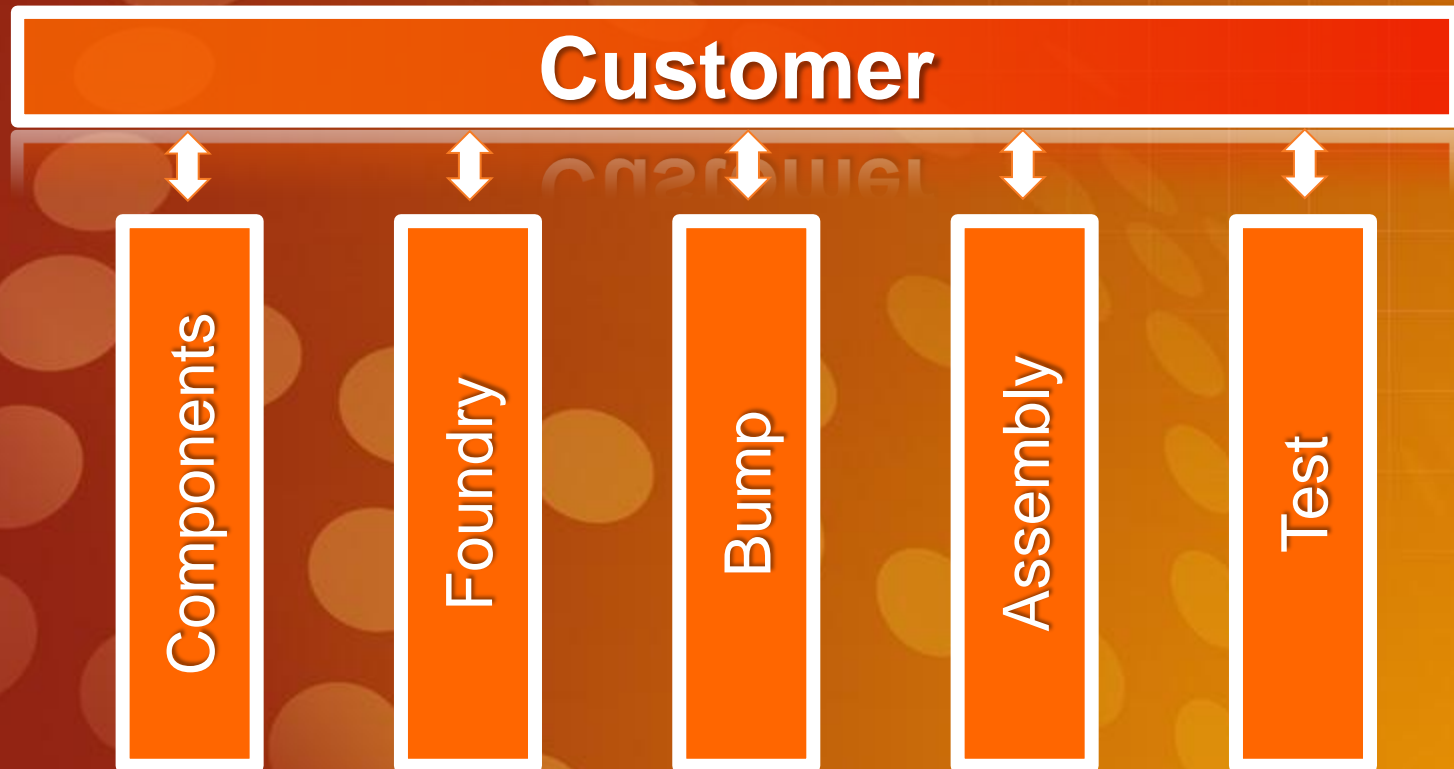 Customer
Components
Foundry
Bump
Assembly
Test